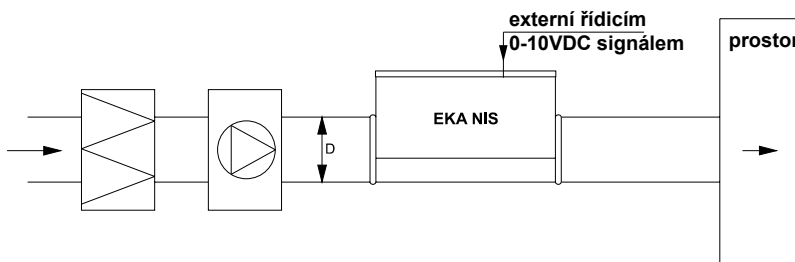 externí řídicím
0-10VDC signálem
prostor
EKA NIS
D